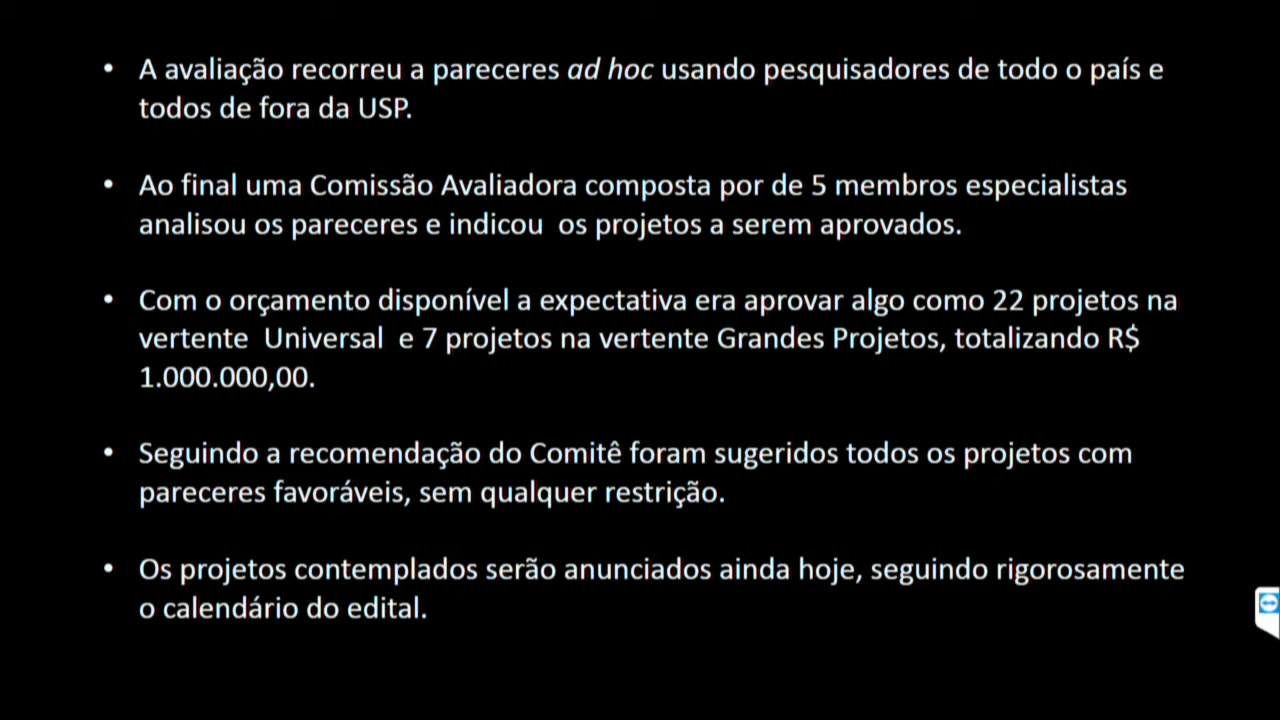 • A avaliação recorreu a pareceres ad hoc usando pesquisadores de todo o país e
todos de fora da USP.
• Ao final uma Comissão Avaliadora composta por de 5 membros especialistas
analisou os pareceres e indicou  os projetos a serem aprovados.
• Com o orçamento disponível a expectativa era aprovar algo como 22 projetos na
vertente  Universal  e 7 projetos na vertente Grandes Projetos, totalizando R$
1.000.000,00.
• Seguindo a recomendação do Comitê foram sugeridos todos os projetos com
pareceres favoráveis, sem qualquer restrição.
• Os projetos contemplados serão anunciados ainda hoje, seguindo rigorosamente
o calendário do edital.